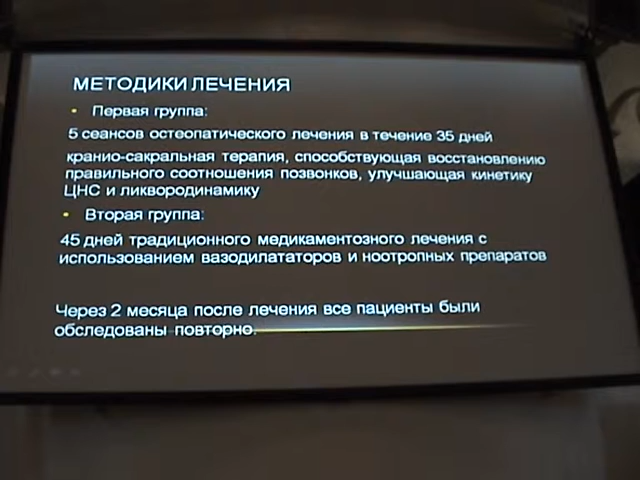 МЕТОДИКИ ЛЕЧЕНИЯ
• Первая группа:
5 сеансов остеопатического лечения в течение 35 дней
кранио-сакральная терапия, способствующая восстановлению
правильного соотношения позвонков, улучшающая кинетику
ЦНС и ликвородинамику
• Вторая группа:
45 дней традиционного медикаментозного лечения с
использованием вазодилататоров и ноотропных препаратов
Через 2 месяца после лечения все пациенты были
обследованы повторно.